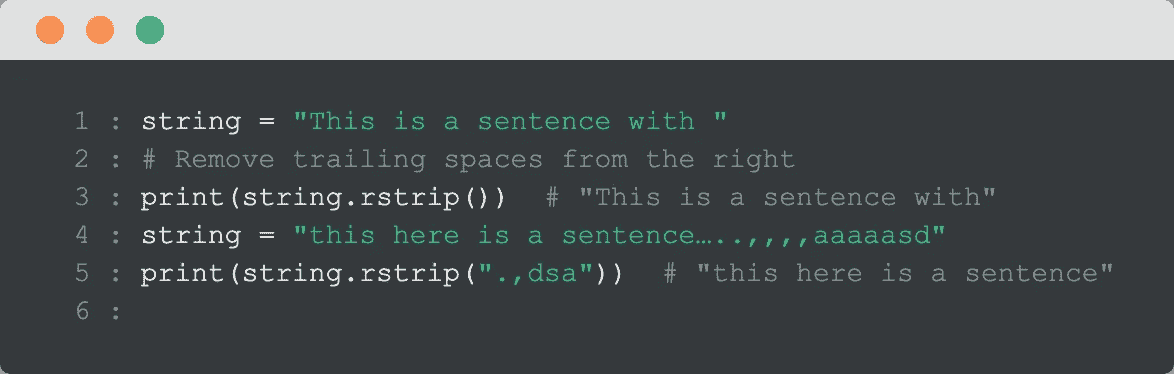 1 : string = "This is a sentence with "
2 : # Remove trailing spaces from the right
3 : print(string.rstrip())  # "This is a sentence with"
4 : string = "this here is a sentence…..,,,,aaaaasd"
5 : print(string.rstrip(".,dsa"))  # "this here is a sentence"
6 :